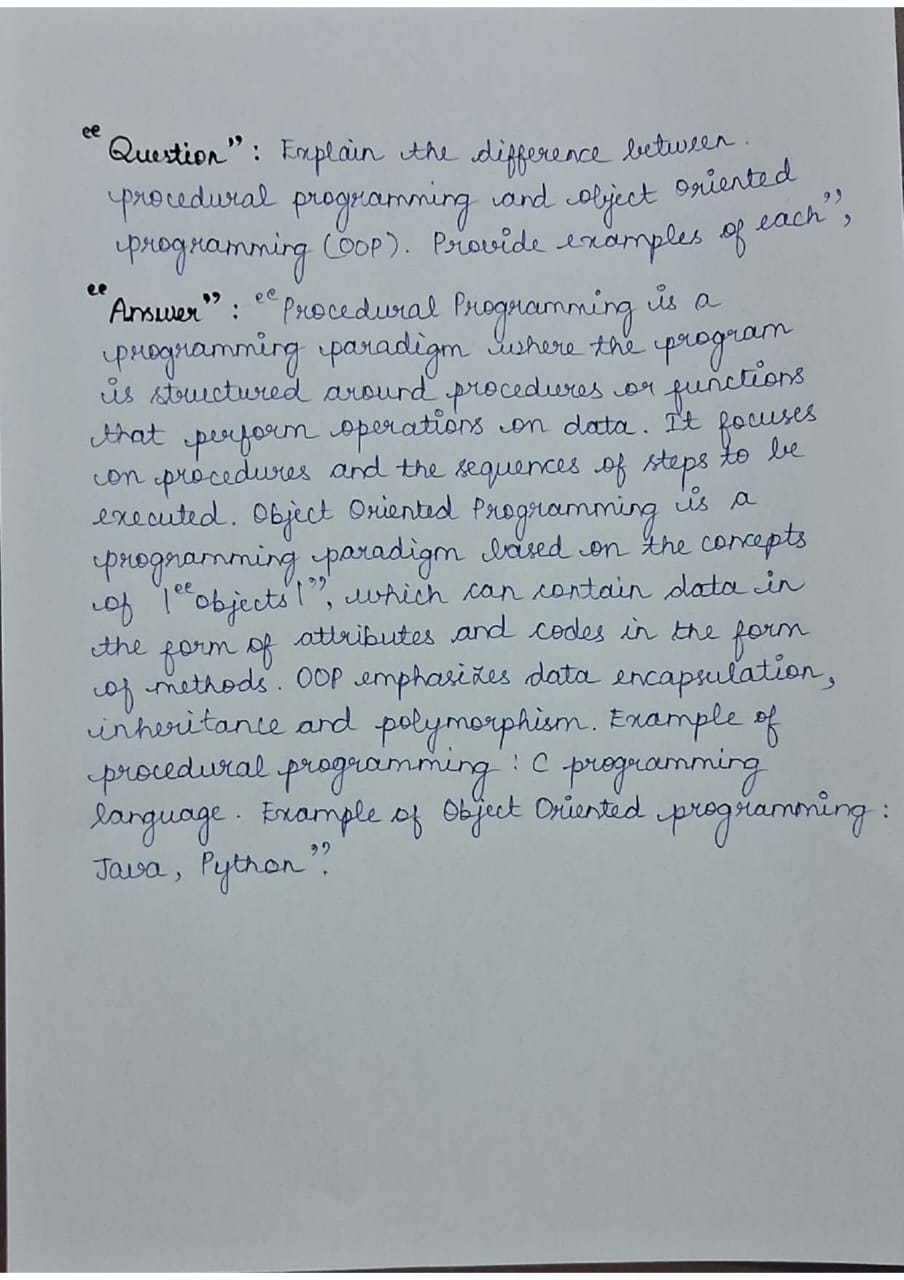 "Question": Explain the difference between.
procedural programming and object oriented
programming (OOP). Provide examples of each",
"Answer": "Procedural Programming is a
programming paradigm where the program
is structured around procedures or functions
that perform operations on data. It focuses
on procedures and the sequences of steps to be
executed. Object Oriented Programming is a
programming paradigm based on the concepts
of |"objects|", which can contain data in
the form of attributes and codes in the form
of methods. OOP emphasizes data encapsulation,
inheritance and polymorphism. Example of
procedural programming : C programming
language. Example of Object Oriented programming :
Java, Python".